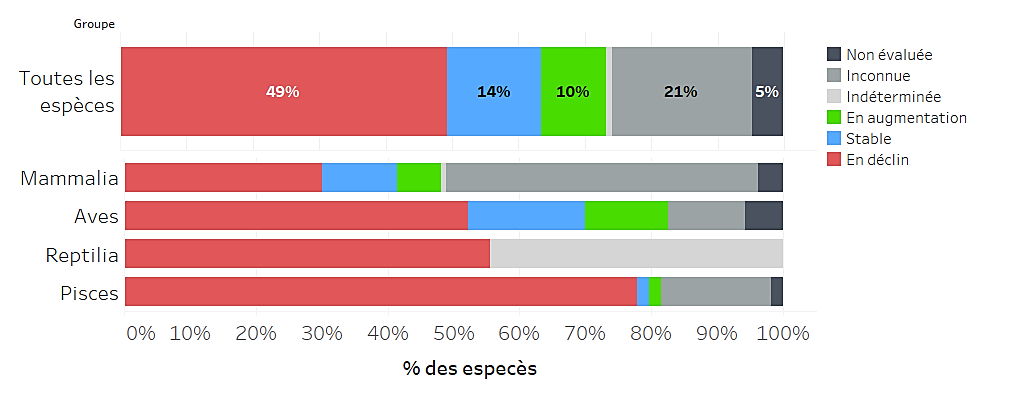 Groupe
Toutes les
espèces
49%
14%
10%
21%
5%
Mammalia
Aves
Reptilia
Pisces
0% 10% 20% 30% 40% 50% 60% 70% 80% 90% 100%
% des especès
Non évaluée
Inconnue
Indéterminée
En augmentation
Stable
En déclin